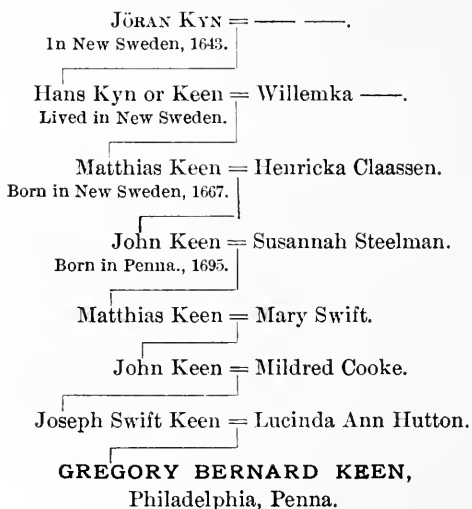 Jöran Kyn = — —.
In New Sweden, 1643.
Hans Kyn or Keen = Willemka —.
Lived in New Sweden.
Matthias Keen = Henricka Claassen.
Born in New Sweden, 1667.
John Keen = Susannah Steelman.
Born in Penna., 1695.
Matthias Keen = Mary Swift.
John Keen = Mildred Cooke.
Joseph Swift Keen = Lucinda Ann Hutton.
GREGORY BERNARD KEEN,
Philadelphia, Penna.